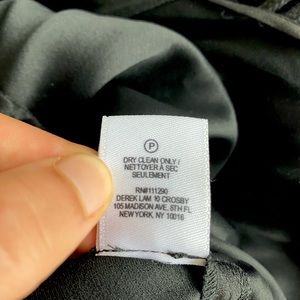 P
DRY CLEAN ONLY/
NETTOYER À SEC
SEULEMENT
RN#111290
DEREK LAM 10 CROSBY
105 MADISON AVE, 8TH FL
NEW YORK, NY 10016